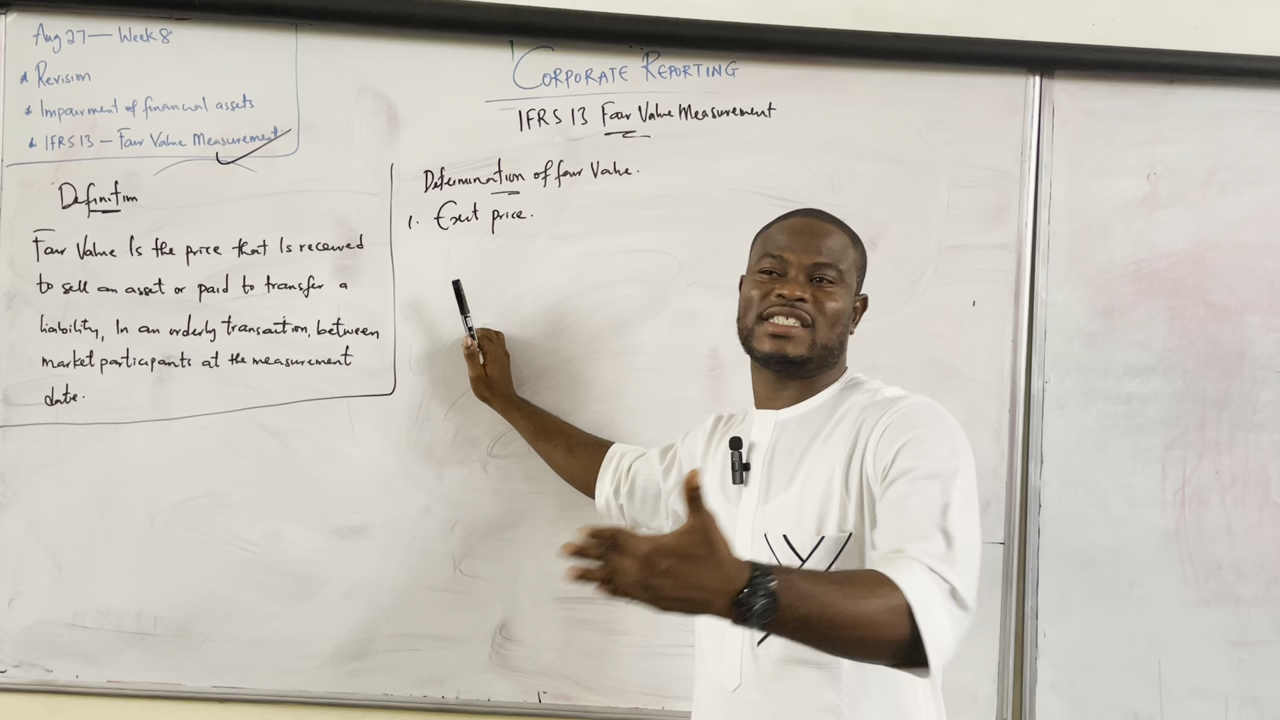 Aug 27 — Week 8
Revision
Impairment of financial assets
IFRS 13 — Fair Value Measurement
CORPORATE REPORTING
IFRS 13 Fair Value Measurement
Definition
Fair Value Is the price that Is received
to sell an asset or paid to transfer a
liability, In an orderly transaction, between
market participants at the measurement
date.
Determination of fair Value.
1. Exit price.